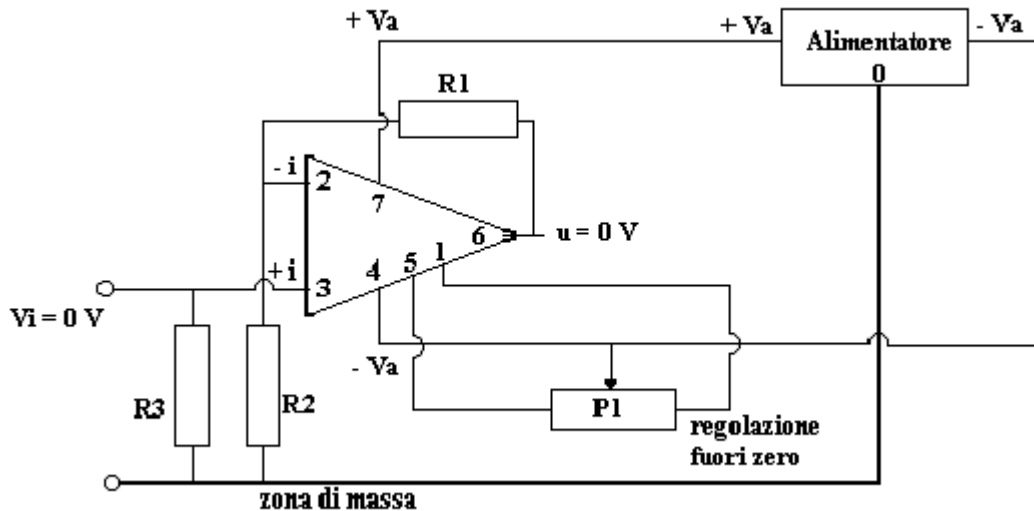 + Va
+ Va
- Va
Alimentatore
0
R1
- i
2
7
6
u = 0 V
1
5
+i
3
4
Vi = 0 V
- Va
R3
R2
P1
regolazione
fuori zero
zona di massa